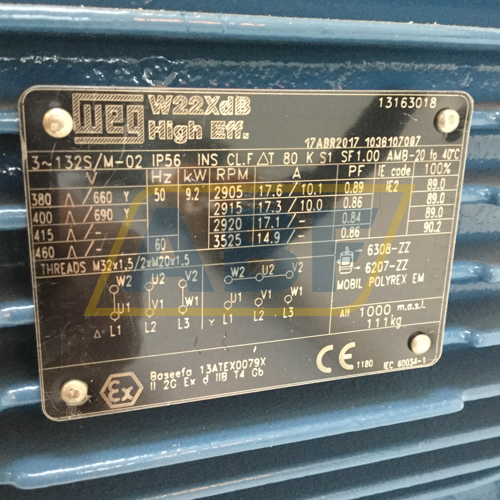 WEG W22XdB 13163018
High Eff. 17ABR2017 1036107087
3~132S/M-02 IP56 INS CL.F ΔT 80 K S1 SF1.00 AMB-20 to 40°C
V Hz kW RPM A PF IE code 100%
380 Δ/660 Y 50 9.2 2905 17.6/10.1 0.89 IE2 89.0
400 Δ/690 Y 2915 17.3/10.0 0.86 89.0
415 Δ/- 2920 17.1/- 0.84 89.0
460 Δ/- 60 3525 14.9/- 0.86 90.2
THREADS M32x1,5/2xM20x1,5
W2 U2 V2 W2 U2 V2 6308-ZZ
U1 V1 W1 U1 V1 W1 6207-ZZ
MOBIL POLYREX EM
Δ L1 L2 L3 Y L1 L2 L3 Alt 1000 m.a.s.l.
111kg
Ex Baseefa 13ATEX0079X CE 1180 IEC 60034-1
II 2G Ex d IIB T4 Gb